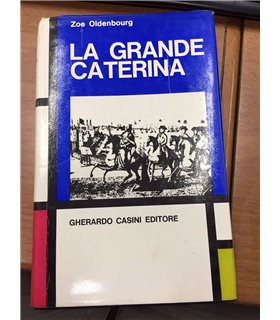 Zoe Oldenbourg
LA GRANDE
CATERINA
GHERARDO CASINI EDITORE